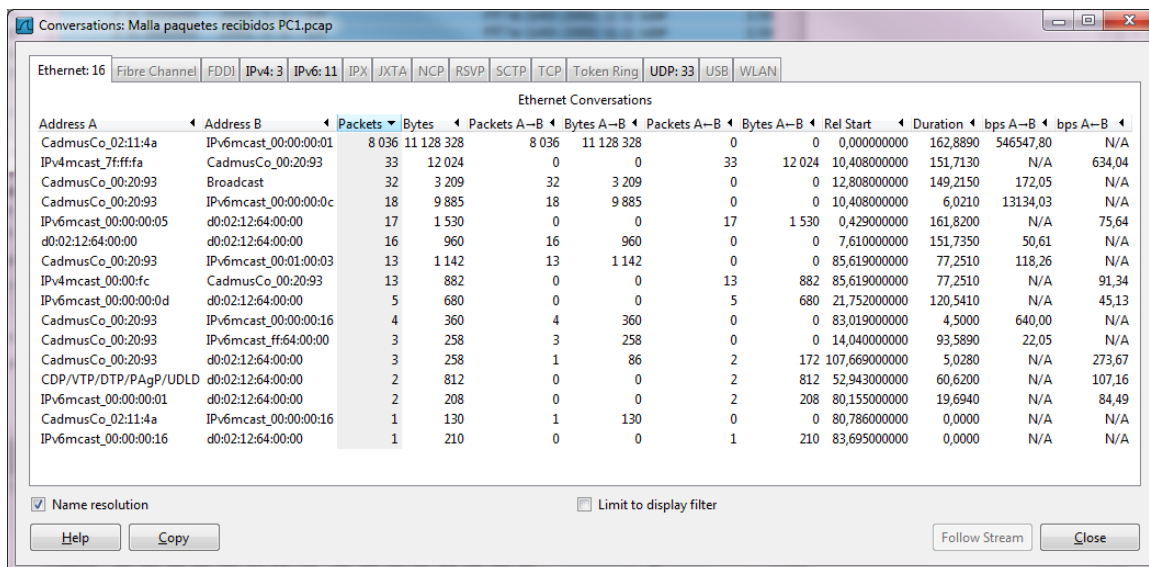 Conversations: Malla paquetes recibidos PC1.pcap
Ethernet: 16 Fibre Channel FDDI IPv4: 3 IPv6: 11 IPX JXTA NCP RSVP SCTP TCP Token Ring UDP: 33 USB WLAN
Ethernet Conversations
Address A Address B Packets Bytes Packets A→B Bytes A→B Packets A←B Bytes A←B Rel Start Duration bps A→B bps A←B
CadmusCo_02:11:4a IPv6mcast_00:00:00:01 8 036 11 128 328 8 036 11 128 328 0 0 0,000000000 162,8890 546547,80 N/A
IPv4mcast_7f:ff:fa CadmusCo_00:20:93 33 12 024 0 0 33 12 024 10,408000000 151,7130 N/A 634,04
CadmusCo_00:20:93 Broadcast 32 3 209 32 3 209 0 0 12,808000000 149,2150 172,05 N/A
CadmusCo_00:20:93 IPv6mcast_00:00:00:0c 18 9 885 18 9 885 0 0 10,408000000 6,0210 13134,03 N/A
IPv6mcast_00:00:00:05 d0:02:12:64:00:00 17 1 530 0 0 17 1 530 0,429000000 161,8200 N/A 75,64
d0:02:12:64:00:00 d0:02:12:64:00:00 16 960 16 960 0 0 7,610000000 151,7350 50,61 N/A
CadmusCo_00:20:93 IPv6mcast_00:01:00:03 13 1 142 13 1 142 0 0 85,619000000 77,2510 118,26 N/A
IPv4mcast_00:00:fc CadmusCo_00:20:93 13 882 0 0 13 882 85,619000000 77,2510 N/A 91,34
IPv6mcast_00:00:00:0d d0:02:12:64:00:00 5 680 0 0 5 680 21,752000000 120,5410 N/A 45,13
CadmusCo_00:20:93 IPv6mcast_00:00:00:16 4 360 4 360 0 0 83,019000000 4,5000 640,00 N/A
CadmusCo_00:20:93 IPv6mcast_ff:64:00:00 3 258 3 258 0 0 14,040000000 93,5890 22,05 N/A
CadmusCo_00:20:93 d0:02:12:64:00:00 3 258 1 86 2 172 107,669000000 5,0280 N/A 273,67
CDP/VTP/DTP/PAgP/UDLD d0:02:12:64:00:00 2 812 0 0 2 812 52,943000000 60,6200 N/A 107,16
IPv6mcast_00:00:00:01 d0:02:12:64:00:00 2 208 0 0 2 208 80,155000000 19,6940 N/A 84,49
CadmusCo_02:11:4a IPv6mcast_00:00:00:16 1 130 1 130 0 0 80,786000000 0,0000 N/A N/A
IPv6mcast_00:00:00:16 d0:02:12:64:00:00 1 210 0 0 1 210 83,695000000 0,0000 N/A N/A
Name resolution Limit to display filter
Help Copy Follow Stream Close